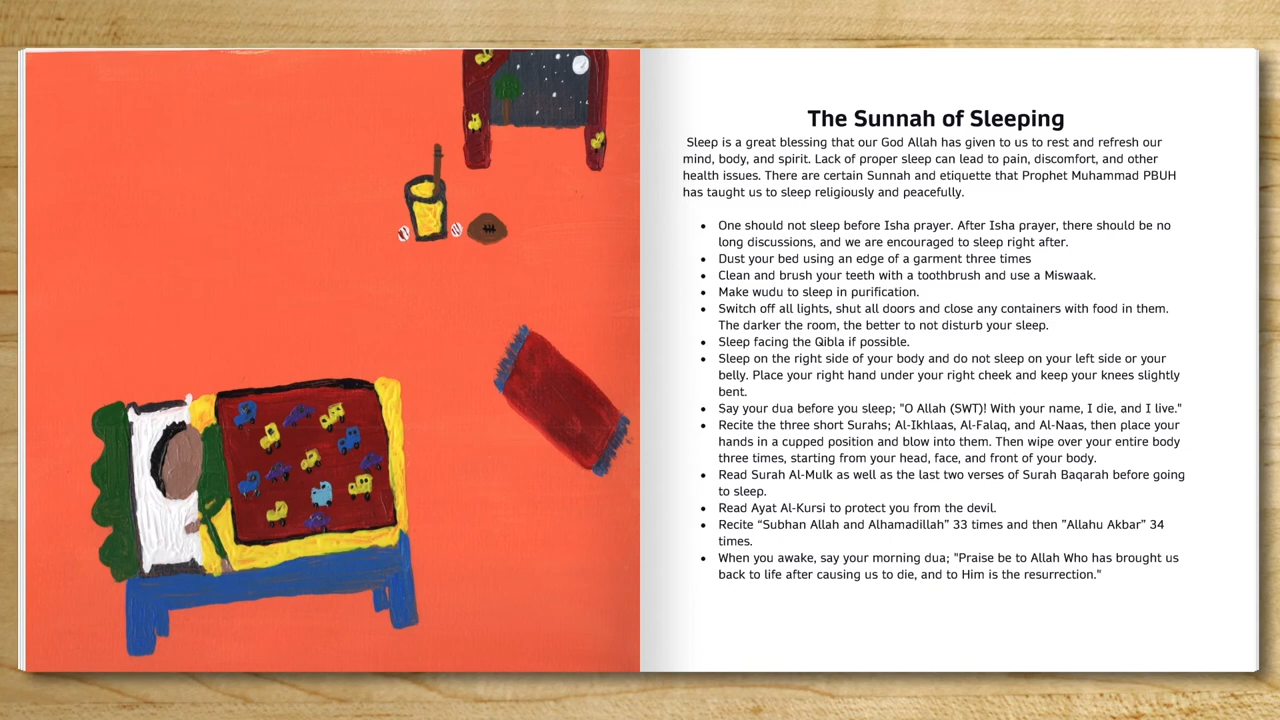 The Sunnah of Sleeping
Sleep is a great blessing that our God Allah has given to us to rest and refresh our
mind, body, and spirit. Lack of proper sleep can lead to pain, discomfort, and other
health issues. There are certain Sunnah and etiquette that Prophet Muhammad PBUH
has taught us to sleep religiously and peacefully.
• One should not sleep before Isha prayer. After Isha prayer, there should be no
long discussions, and we are encouraged to sleep right after.
• Dust your bed using an edge of a garment three times
• Clean and brush your teeth with a toothbrush and use a Miswaak.
• Make wudu to sleep in purification.
• Switch off all lights, shut all doors and close any containers with food in them.
The darker the room, the better to not disturb your sleep.
• Sleep facing the Qibla if possible.
• Sleep on the right side of your body and do not sleep on your left side or your
belly. Place your right hand under your right cheek and keep your knees slightly
bent.
• Say your dua before you sleep; "O Allah (SWT)! With your name, I die, and I live."
• Recite the three short Surahs; Al-Ikhlaas, Al-Falaq, and Al-Naas, then place your
hands in a cupped position and blow into them. Then wipe over your entire body
three times, starting from your head, face, and front of your body.
• Read Surah Al-Mulk as well as the last two verses of Surah Baqarah before going
to sleep.
• Read Ayat Al-Kursi to protect you from the devil.
• Recite “Subhan Allah and Alhamadillah” 33 times and then ”Allahu Akbar” 34
times.
• When you awake, say your morning dua; "Praise be to Allah Who has brought us
back to life after causing us to die, and to Him is the resurrection."